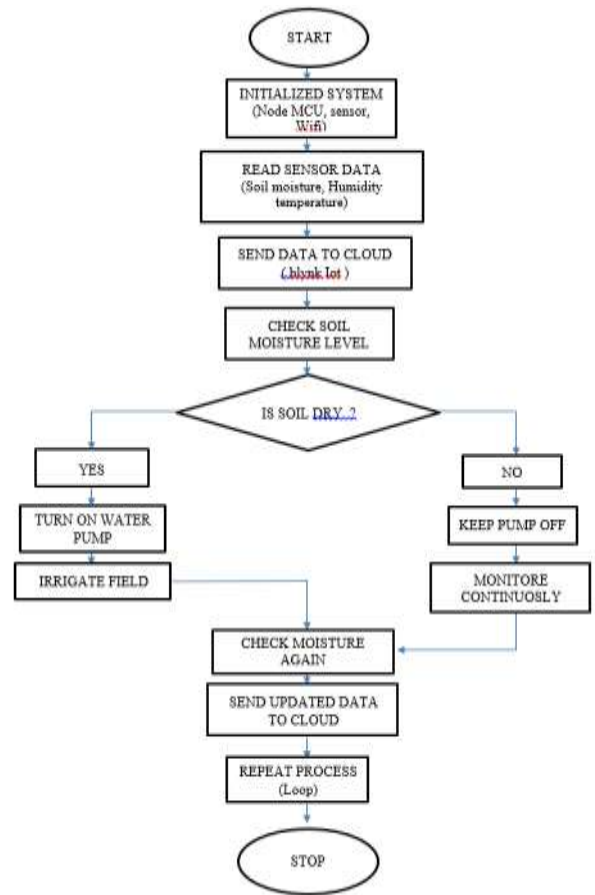 START
INITIALIZED SYSTEM
(Node MCU, sensor,
Wifi)
READ SENSOR DATA
(Soil moisture, Humidity
temperature)
SEND DATA TO CLOUD
( blynk Iot )
CHECK SOIL
MOISTURE LEVEL
IS SOIL DRY ?
YES
TURN ON WATER
PUMP
IRRIGATE FIELD
NO
KEEP PUMP OFF
MONITORE
CONTINUOSLY
CHECK MOISTURE
AGAIN
SEND UPDATED DATA
TO CLOUD
REPEAT PROCESS
(Loop)
STOP